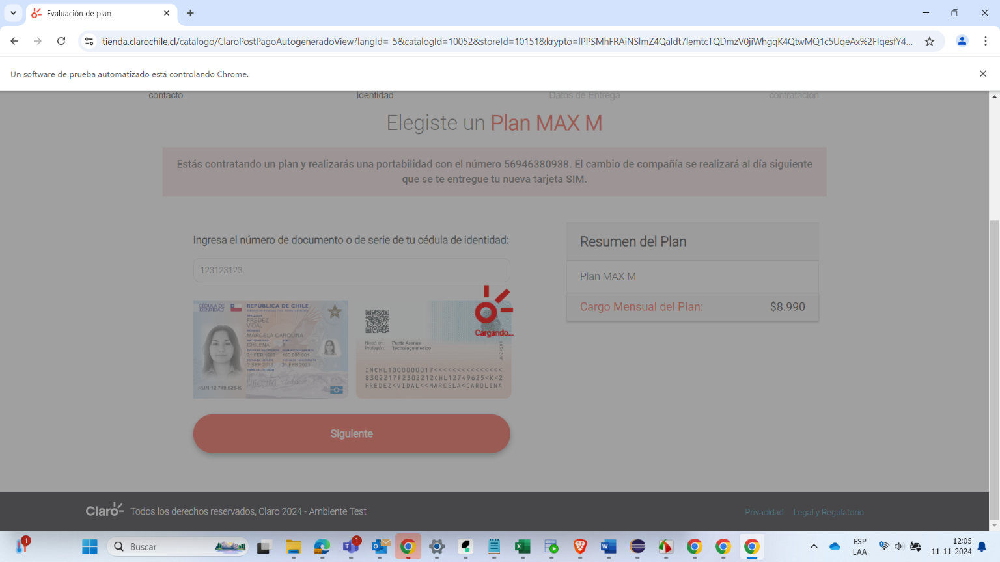 Evaluación de plan
tienda.clarochile.cl/catalogo/ClaroPostPagoAutogeneradoView?langId=-5&catalogId=10052&storeId=10151&krypto=
Un software de prueba automatizado está controlando Chrome.
contacto
identidad
Datos de Entrega
contratación
Elegiste un Plan MAX M
Estás contratando un plan y realizarás una portabilidad con el número 56946380938. El cambio de compañía se realizará al día siguiente
que se te entregue tu nueva tarjeta SIM.
Ingresa el número de documento o de serie de tu cédula de identidad:
123123123
CÉDULA DE
IDENTIDAD
REPÚBLICA DE CHILE
FREDEZ
VIDAL
MARCELA CAROLINA
CHILENA
F
21 FEB 1983
100.000.001
2 SEP 2013
21 FEB 2023
RUN 12.749.625-K
Nació en: Punta Arenas
Profesión: Tecnólogo médico
INCHL1000000017<<<<<<<<<<<<<<<
8302217F2302212CHL12749625<K<2
FREDEZ<VIDAL<<MARCELA<CAROLINA
Cargando...
Siguiente
Resumen del Plan
Plan MAX M
Cargo Mensual del Plan: $8.990
Claro Todos los derechos reservados, Claro 2024 - Ambiente Test
Privacidad Legal y Regulatorio
1
Buscar
1
ESP
LAA
12:05
11-11-2024